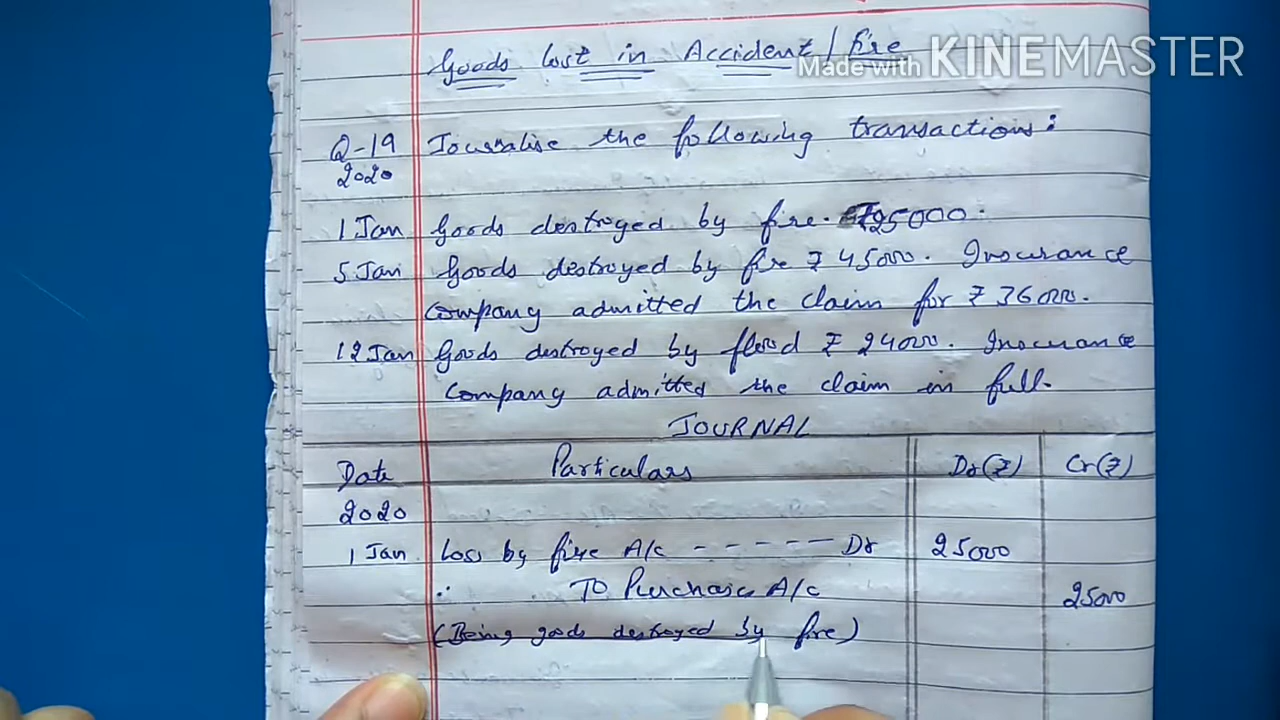 Goods Lost in Accident/fire
Made with KINEMASTER
Q-19 Journalise the following transactions:
2020
1 Jan Goods destroyed by fire. ₹25000.
5 Jan Goods destroyed by fire ₹ 45000. Insurance
Company admitted the claim for ₹ 36000.
12 Jan Goods destroyed by flood ₹ 24000. Insurance
Company admitted the claim in full.
JOURNAL
Date Particulars Dr(₹) Cr(₹)
2020
1 Jan Loss by fire A/c ------ Dr 25000
To Purchase A/c 25000
(Being goods destroyed by fire)